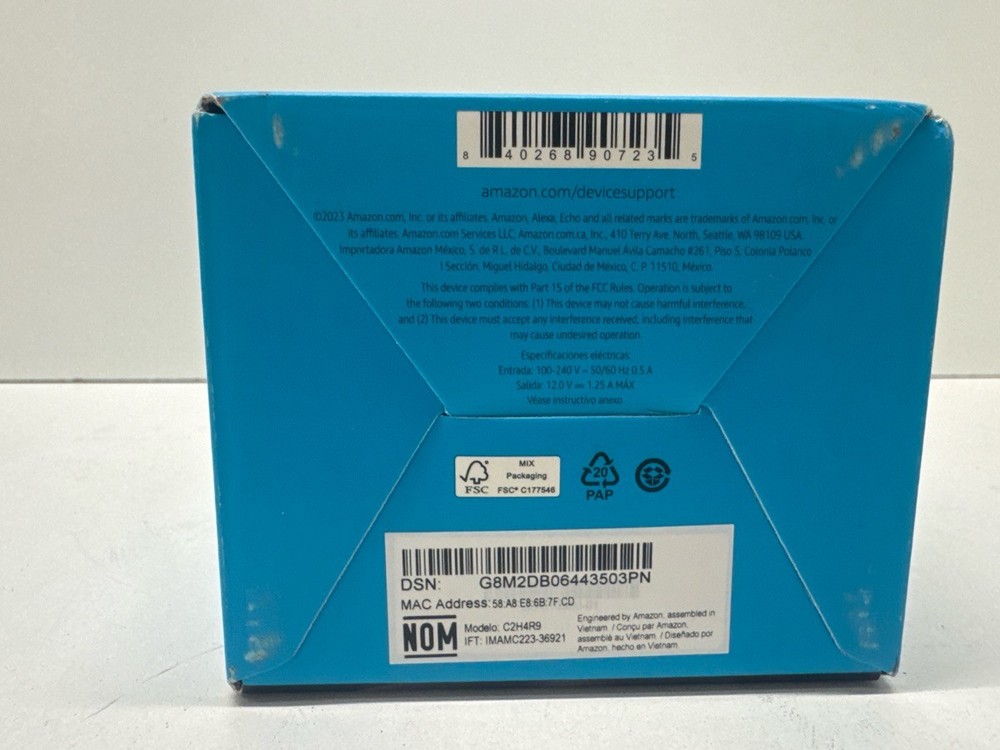 8 40268 90723 5
amazon.com/devicesupport
©2023 Amazon.com, Inc. or its affiliates. Amazon, Alexa, Echo and all related marks are trademarks of Amazon.com, Inc. or
its affiliates. Amazon.com Services LLC, Amazon.com.ca, Inc., 410 Terry Ave. North, Seattle, WA 98109 USA.
Importadora Amazon México, S. de R.L. de C.V., Boulevard Manuel Ávila Camacho #261, Piso 5, Colonia Polanco
I Sección, Miguel Hidalgo, Ciudad de México, C. P. 11510, México.
This device complies with Part 15 of the FCC Rules. Operation is subject to
the following two conditions: (1) This device may not cause harmful interference,
and (2) This device must accept any interference received, including interference that
may cause undesired operation.
Especificaciones eléctricas
Entrada: 100-240 V ~ 50/60 Hz 0.5 A
Salida: 12.0 V ⎓ 1.25 A MÁX
Véase instructivo anexo
FSC
MIX
Packaging
FSC® C177546
20
PAP
DSN: G8M2DB06443503PN
MAC Address: 58:A8:E8:6B:7F:CD
NOM
Modelo: C2H4R9
IFT: IMAMC223-36921
Engineered by Amazon, assembled in
Vietnam / Conçu par Amazon,
assemblé au Vietnam / Diseñado por
Amazon, hecho en Vietnam